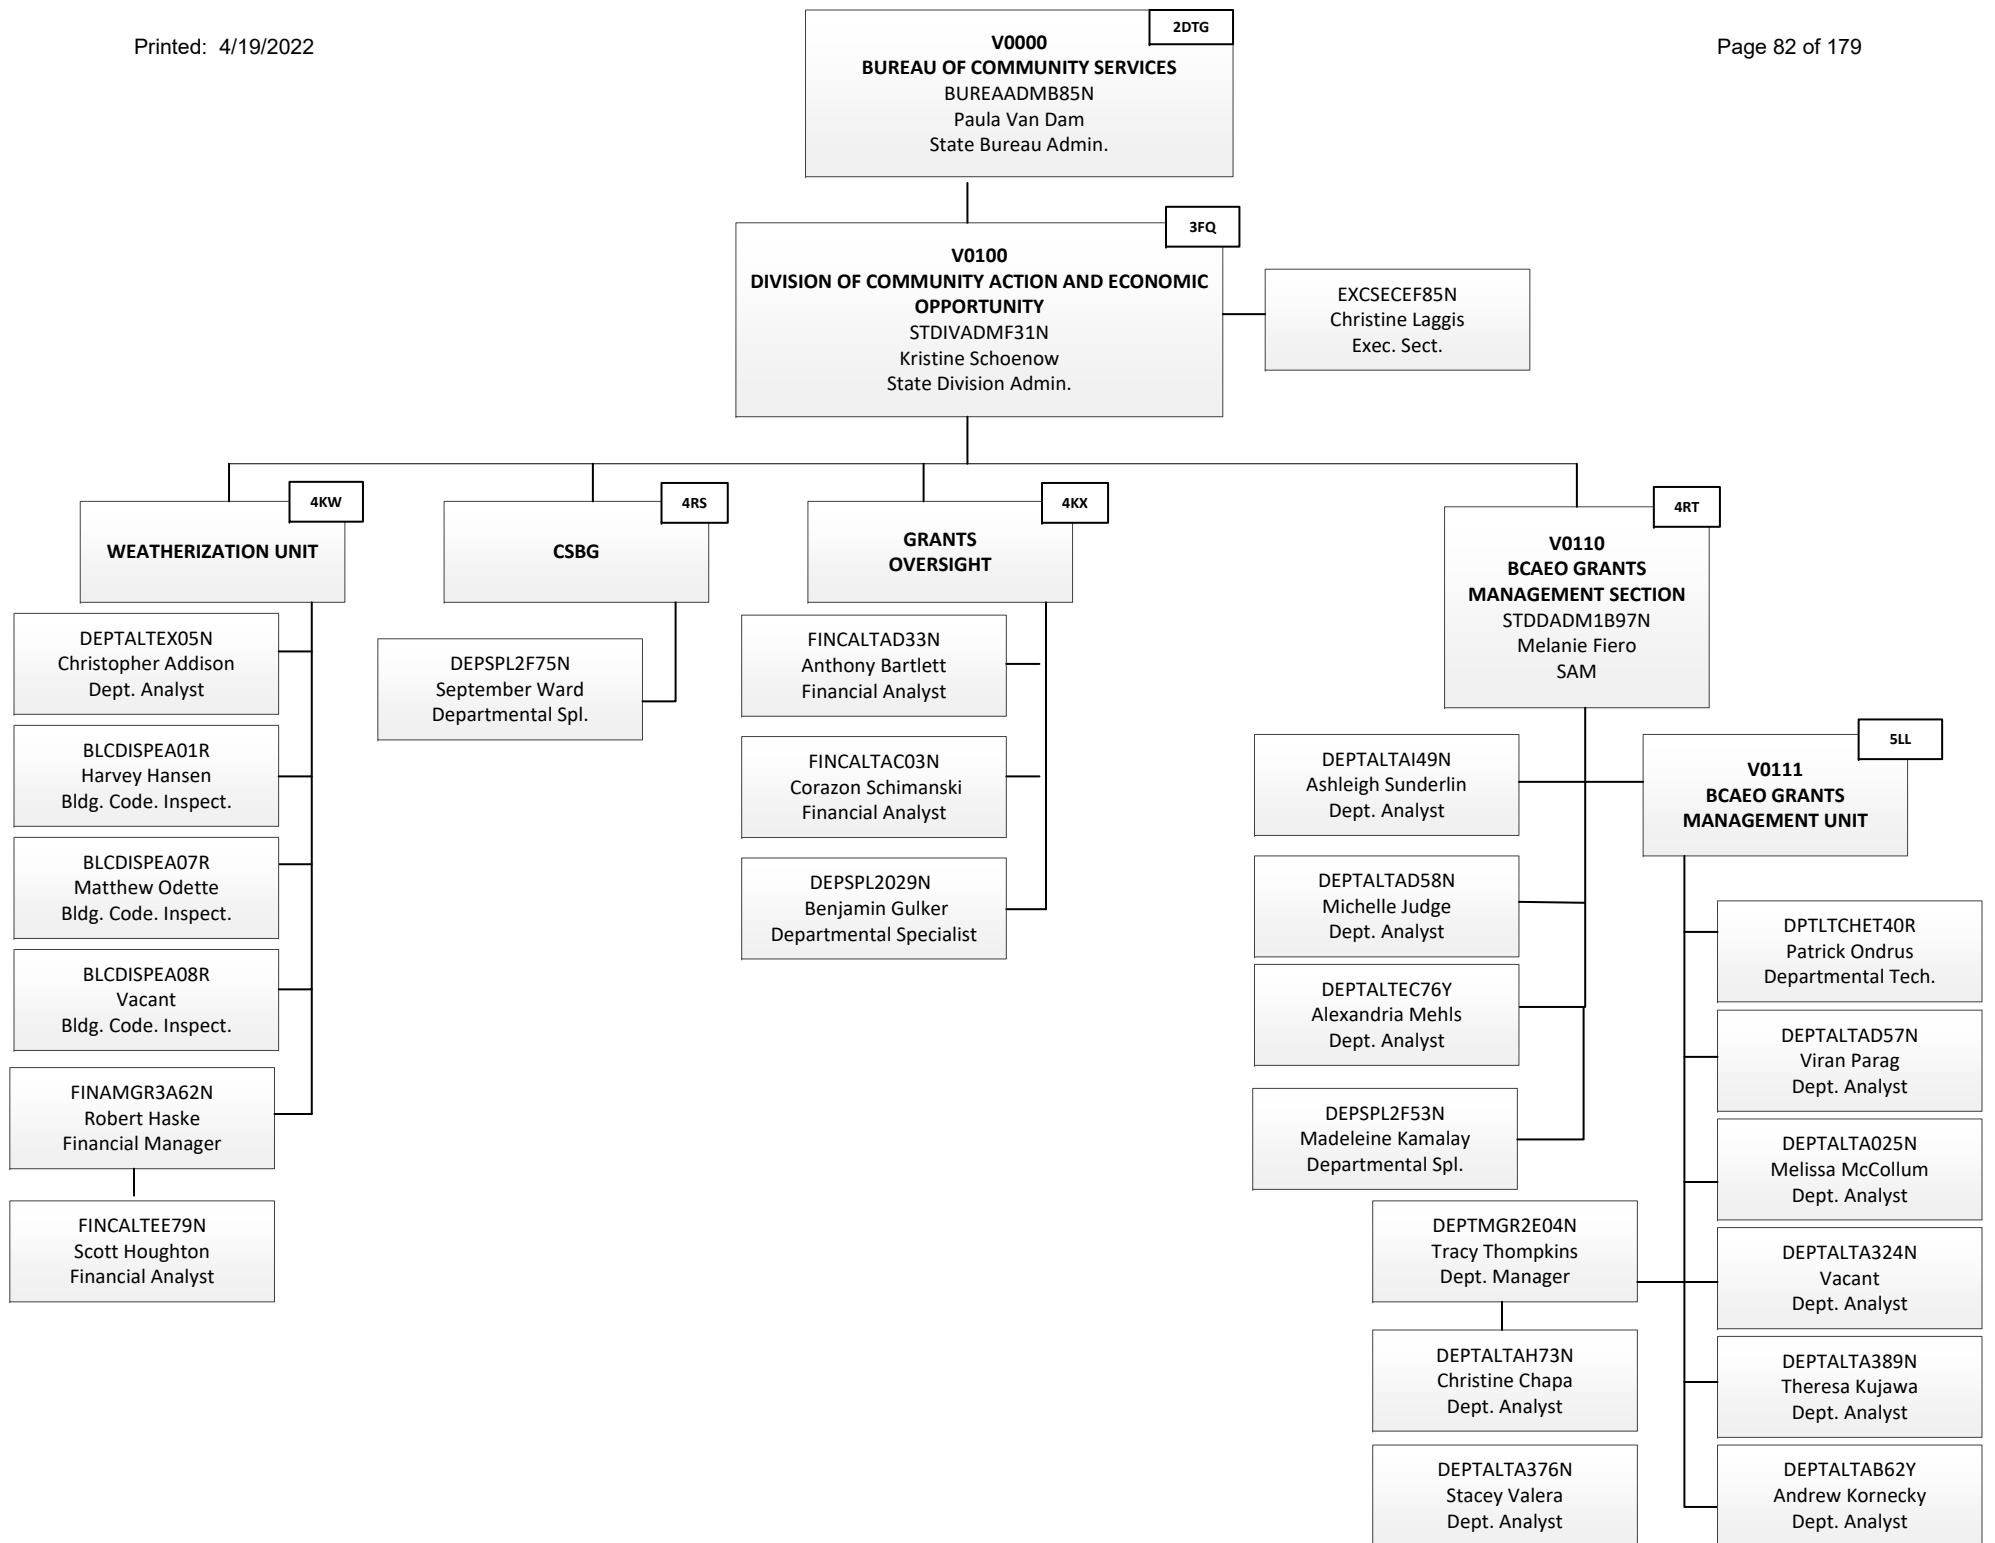 Printed: 4/19/2022
Page 82 of 179
2DTG
V0000
BUREAU OF COMMUNITY SERVICES
BUREAADMB85N
Paula Van Dam
State Bureau Admin.
3FQ
V0100
DIVISION OF COMMUNITY ACTION AND ECONOMIC
OPPORTUNITY
STDIVADMF31N
Kristine Schoenow
State Division Admin.
EXCSECEF85N
Christine Laggis
Exec. Sect.
4KW
WEATHERIZATION UNIT
DEPTALTEX05N
Christopher Addison
Dept. Analyst
BLCDISPEA01R
Harvey Hansen
Bldg. Code. Inspect.
BLCDISPEA07R
Matthew Odette
Bldg. Code. Inspect.
BLCDISPEA08R
Vacant
Bldg. Code. Inspect.
FINAMGR3A62N
Robert Haske
Financial Manager
FINCALTEE79N
Scott Houghton
Financial Analyst
4RS
CSBG
DEPSPL2F75N
September Ward
Departmental Spl.
4KX
GRANTS
OVERSIGHT
FINCALTAD33N
Anthony Bartlett
Financial Analyst
FINCALTAC03N
Corazon Schimanski
Financial Analyst
DEPSPL2029N
Benjamin Gulker
Departmental Specialist
4RT
V0110
BCAEO GRANTS
MANAGEMENT SECTION
STDDADM1B97N
Melanie Fiero
SAM
DEPTALTAI49N
Ashleigh Sunderlin
Dept. Analyst
DEPTALTAD58N
Michelle Judge
Dept. Analyst
DEPTALTEC76Y
Alexandria Mehls
Dept. Analyst
DEPSPL2F53N
Madeleine Kamalay
Departmental Spl.
5LL
V0111
BCAEO GRANTS
MANAGEMENT UNIT
DEPTMGR2E04N
Tracy Thompkins
Dept. Manager
DEPTALTAH73N
Christine Chapa
Dept. Analyst
DEPTALTA376N
Stacey Valera
Dept. Analyst
DPTLTCHET40R
Patrick Ondrus
Departmental Tech.
DEPTALTAD57N
Viran Parag
Dept. Analyst
DEPTALTA025N
Melissa McCollum
Dept. Analyst
DEPTALTA324N
Vacant
Dept. Analyst
DEPTALTA389N
Theresa Kujawa
Dept. Analyst
DEPTALTAB62Y
Andrew Kornecky
Dept. Analyst